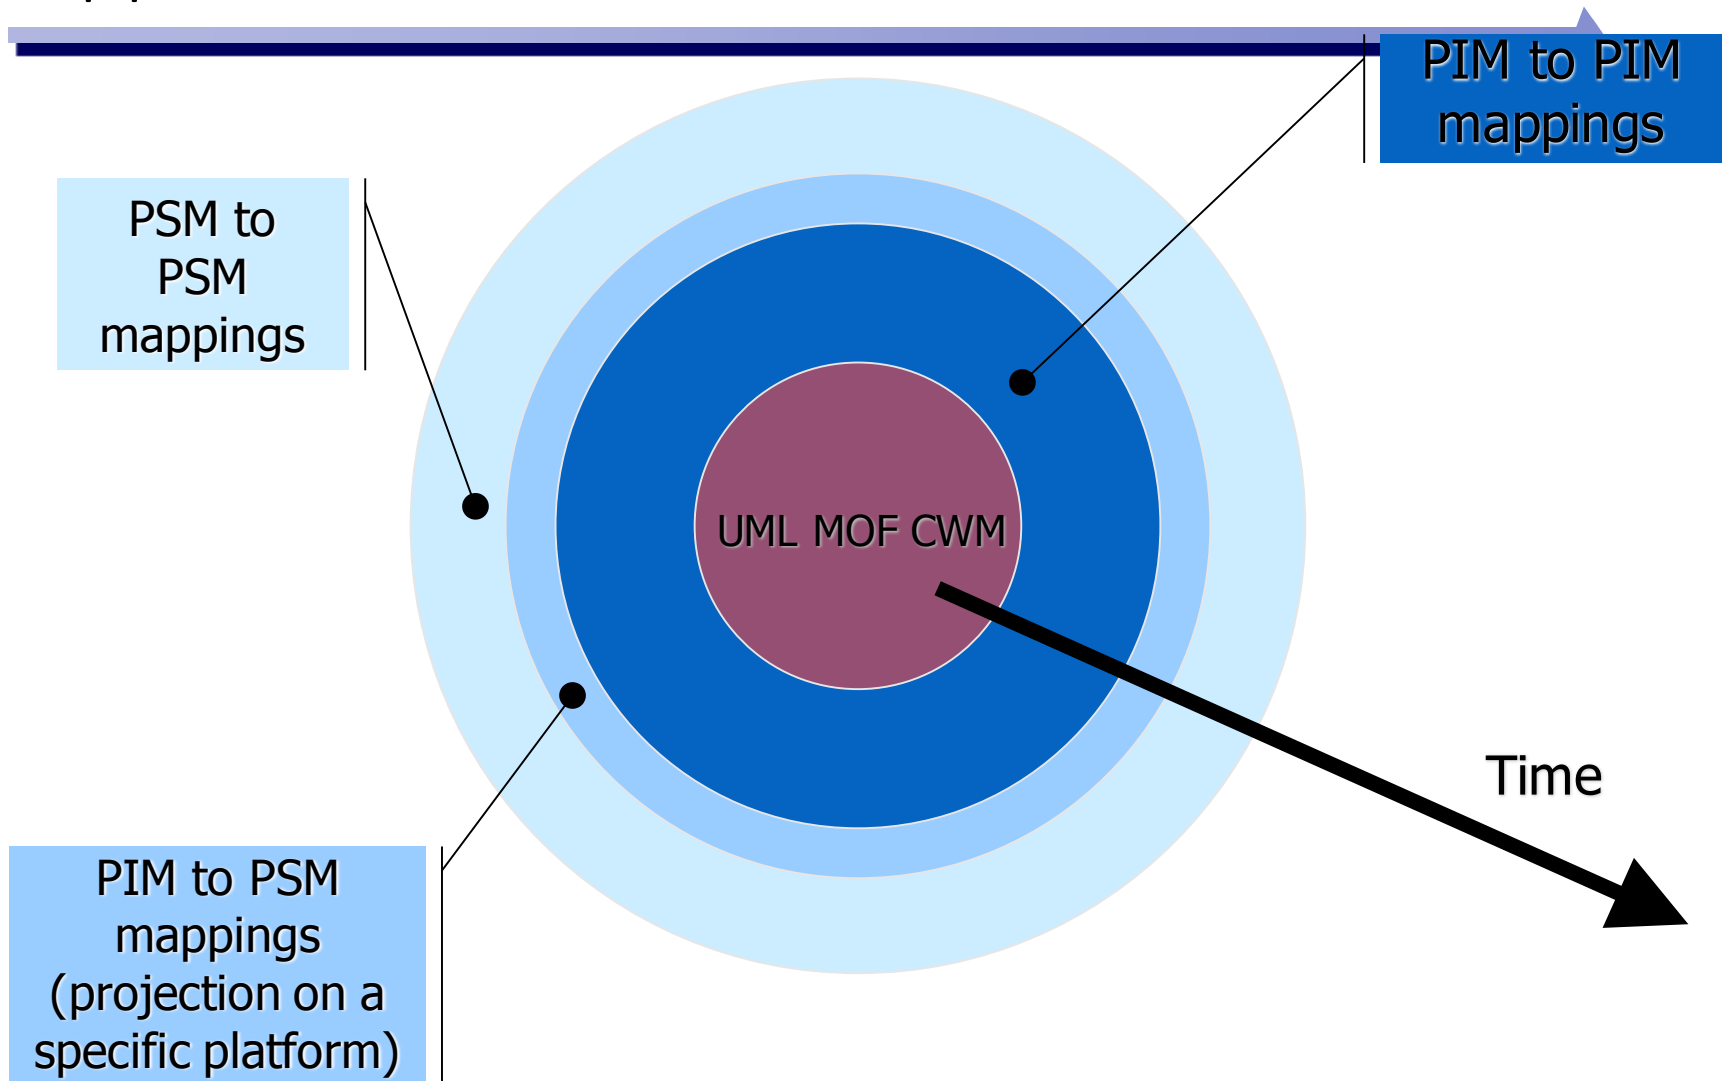 PIM to PIM
mappings
PSM to
PSM
mappings
UML MOF CWM
Time
PIM to PSM
mappings
(projection on a
specific platform)